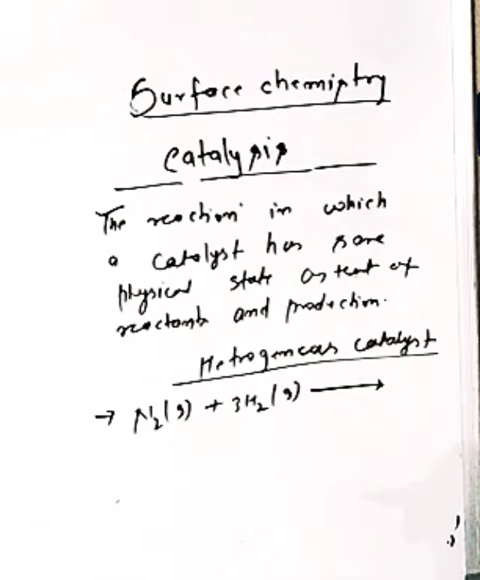 Surface chemistry
Catalysis
The reaction in which
a catalyst has same
physical state as that of
reactants and production.
Hetrogeneous catalyst
→ N₂(g) + 3H₂(g) ⟶